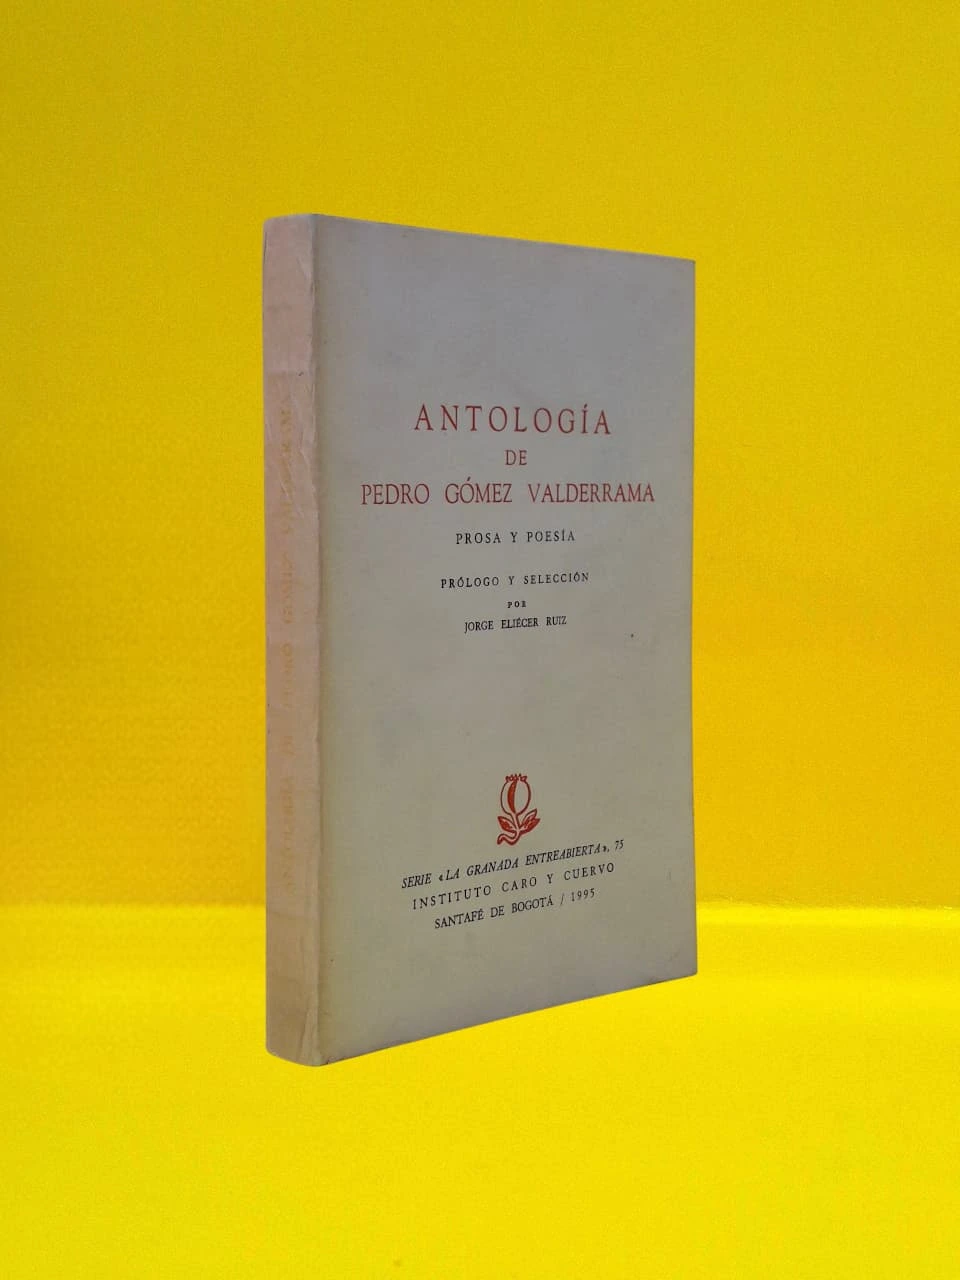 ANTOLOGÍA
DE
PEDRO GÓMEZ VALDERRAMA
PROSA Y POESÍA
PRÓLOGO Y SELECCIÓN
POR
JORGE ELIÉCER RUIZ
SERIE «LA GRANADA ENTREABIERTA», 75
INSTITUTO CARO Y CUERVO
SANTAFÉ DE BOGOTÁ / 1995
ANTOLOGÍA DE PEDRO GÓMEZ VALDERRAMA